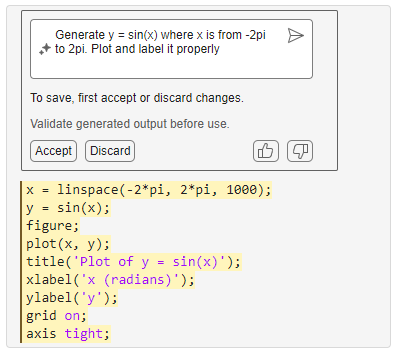 Generate y = sin(x) where x is from -2pi
to 2pi. Plot and label it properly
To save, first accept or discard changes.
Validate generated output before use.
Accept Discard
x = linspace(-2*pi, 2*pi, 1000);
y = sin(x);
figure;
plot(x, y);
title('Plot of y = sin(x)');
xlabel('x (radians)');
ylabel('y');
grid on;
axis tight;